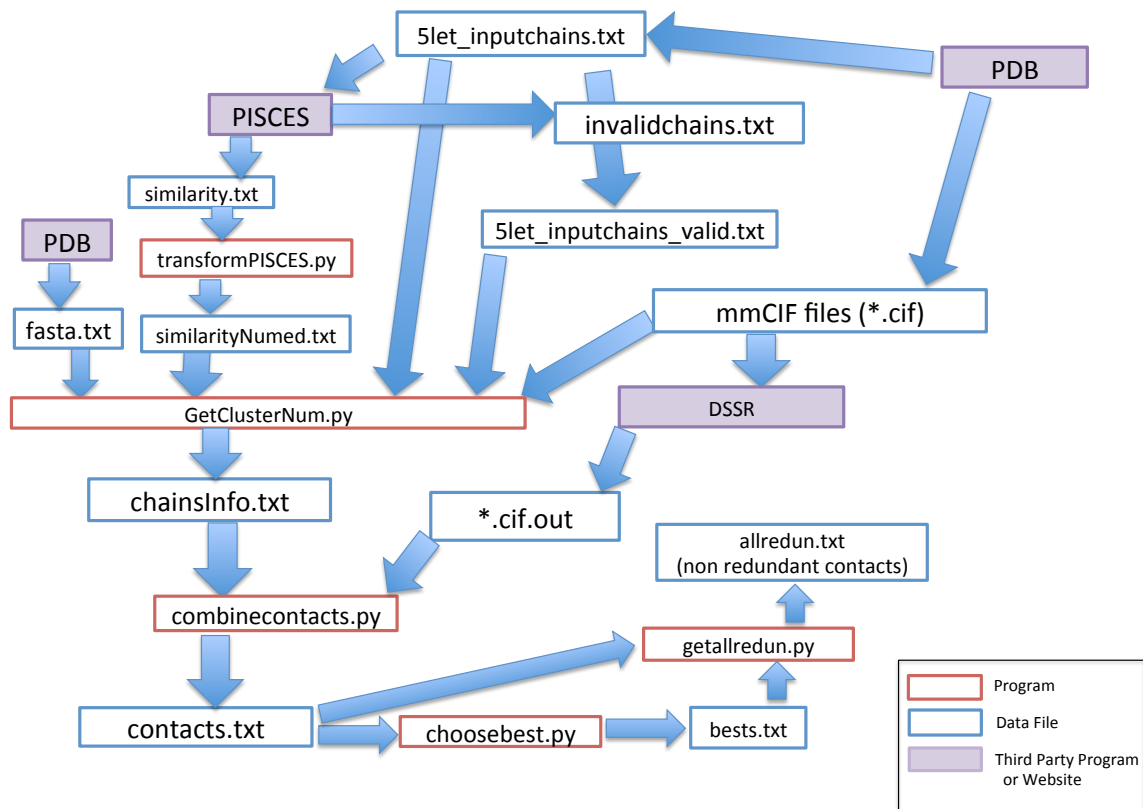 5let_inputchains.txt
PDB
PISCES
invalidchains.txt
similarity.txt
5let_inputchains_valid.txt
PDB
transformPISCES.py
mmCIF files (*.cif)
fasta.txt
similarityNumed.txt
GetClusterNum.py
DSSR
chainsInfo.txt
*.cif.out
allredun.txt
(non redundant contacts)
combinecontacts.py
getallredun.py
contacts.txt
choosebest.py
bests.txt
Program
Data File
Third Party Program
or Website